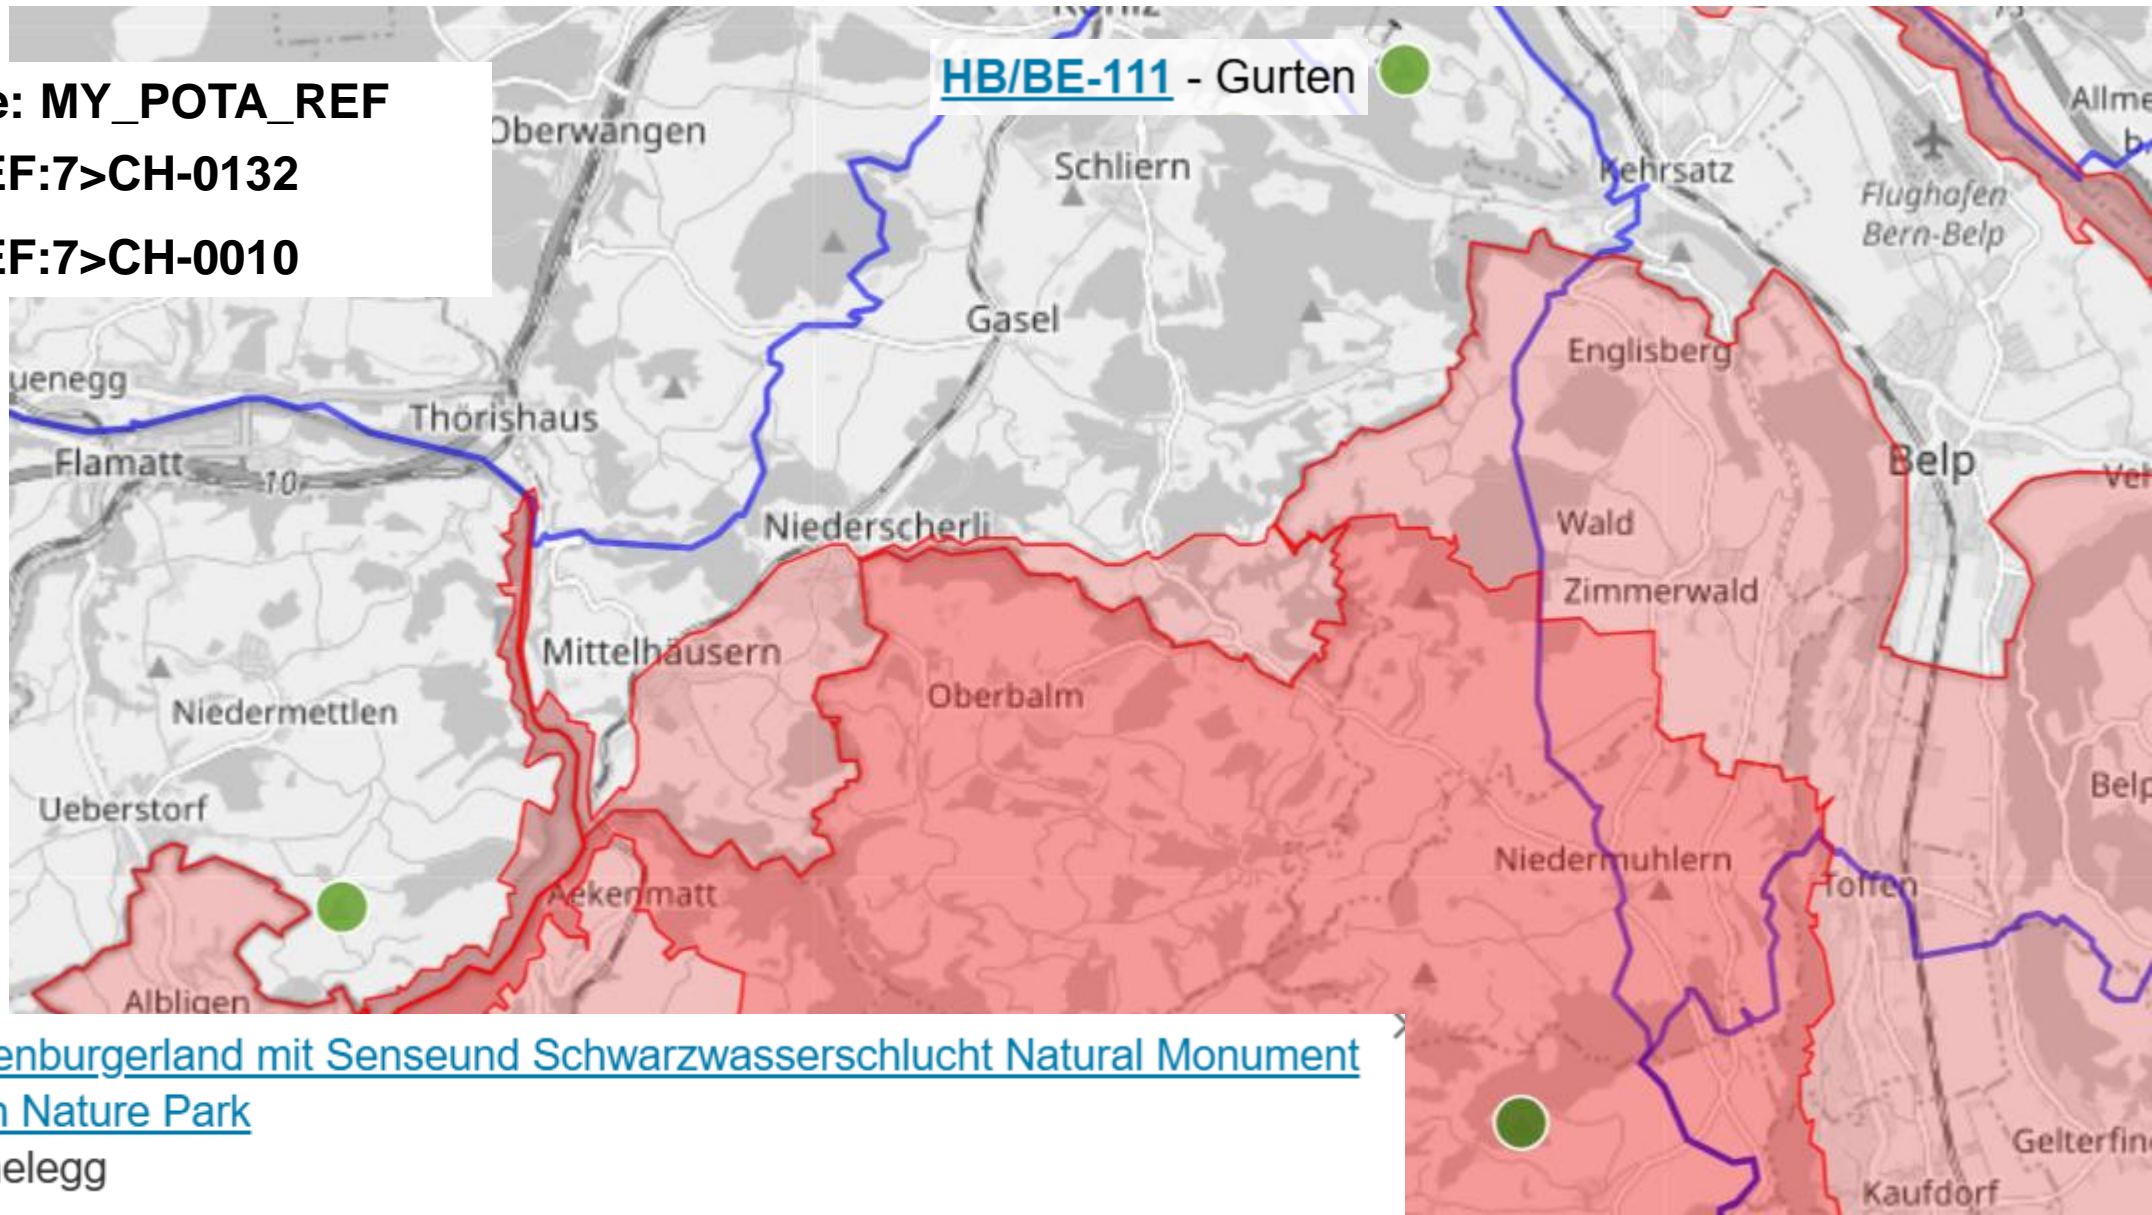 HB/BE-111 - Gurten
e: MY_POTA_REF
EF:7>CH-0132
EF:7>CH-0010
Oberwangen
Schliern
Kehrsatz
Allme
Flughafen
Bern-Belp
Gasel
Englisberg
uenegg
Thörishaus
Flamatt
10
Belp
Niederscherli
Wald
Zimmerwald
Mittelhäusern
Oberbalm
Niedermettlen
Ueberstorf
Belp
Niedermuhlern
Toffen
Aekenmatt
Albligen
enburgerland mit Senseund Schwarzwasserschlucht Natural Monument
n Nature Park
elegg
Gelterfin
Kaufdorf